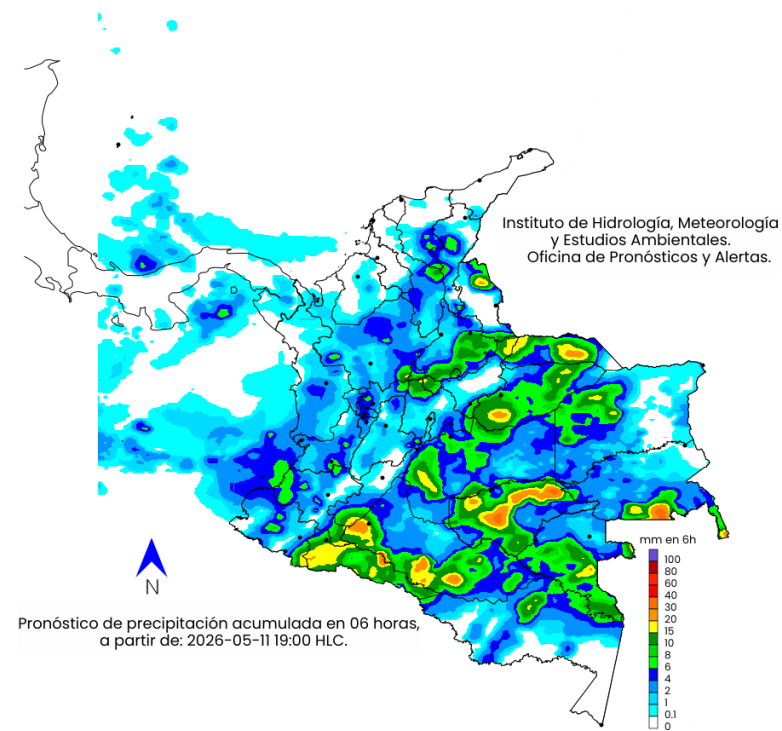 Instituto de Hidrología, Meteorología
y Estudios Ambientales.
Oficina de Pronósticos y Alertas.
mm en 6h
100
80
60
40
30
20
15
10
8
6
4
2
1
0.1
0
N
Pronóstico de precipitación acumulada en 06 horas,
a partir de: 2026-05-11 19:00 HLC.